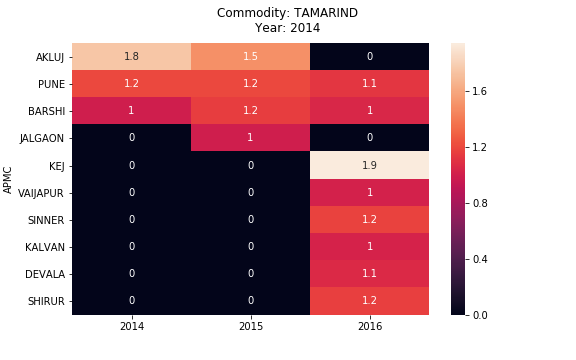 Commodity: TAMARIND
Year: 2014
APMC
AKLUJ 1.8 1.5 0
PUNE 1.2 1.2 1.1
BARSHI 1 1.2 1
JALGAON 0 1 0
KEJ 0 0 1.9
VAIJAPUR 0 0 1
SINNER 0 0 1.2
KALVAN 0 0 1
DEVALA 0 0 1.1
SHIRUR 0 0 1.2
2014 2015 2016
1.6
1.2
0.8
0.4
0.0